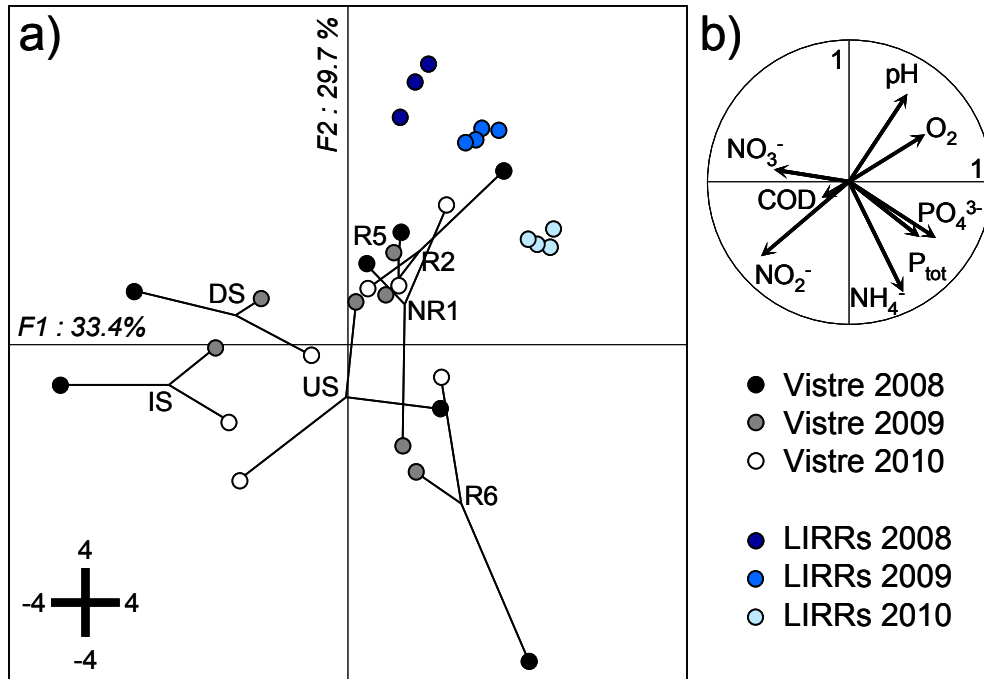 a)
F2 : 29.7 %
F1 : 33.4%
R5
R2
NR1
DS
US
IS
R6
4
-4 4
-4
b)
1
pH
O₂
NO₃⁻
1
COD
PO₄³⁻
NO₂⁻
P tot
NH₄⁻
Vistre 2008
Vistre 2009
Vistre 2010
LIRRs 2008
LIRRs 2009
LIRRs 2010